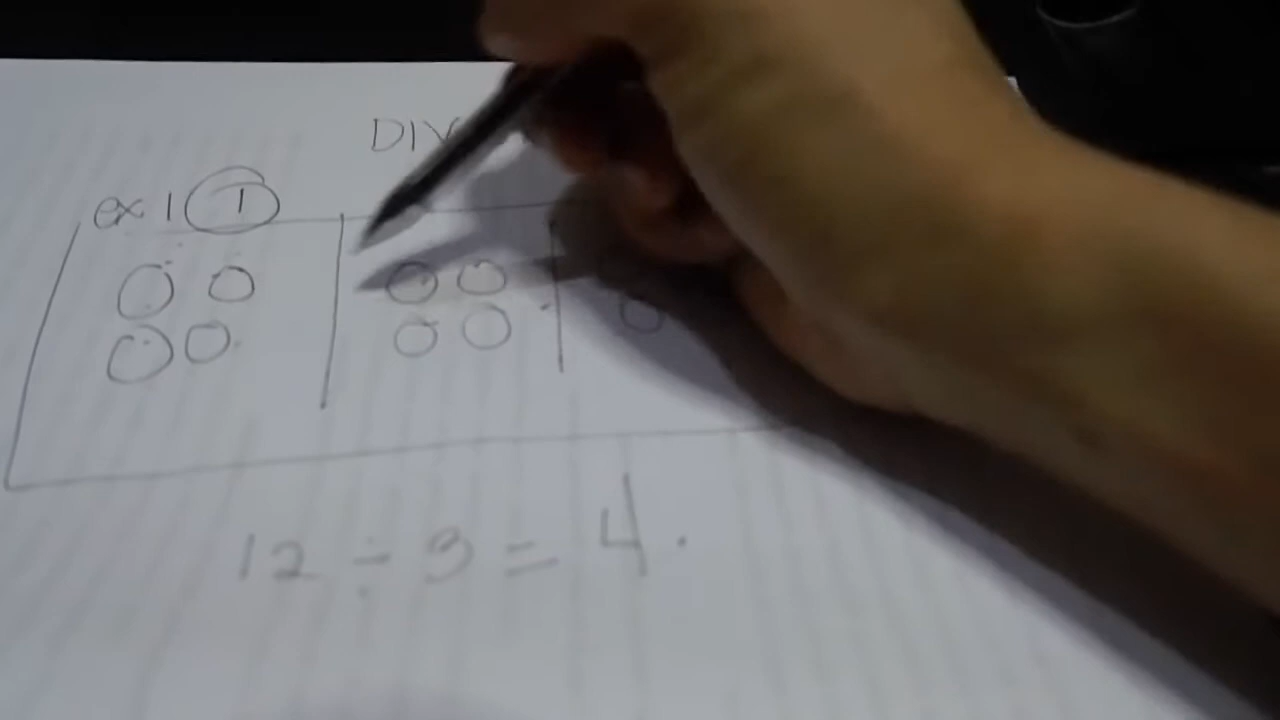 ex 1 1
12 ÷ 3 = 4.